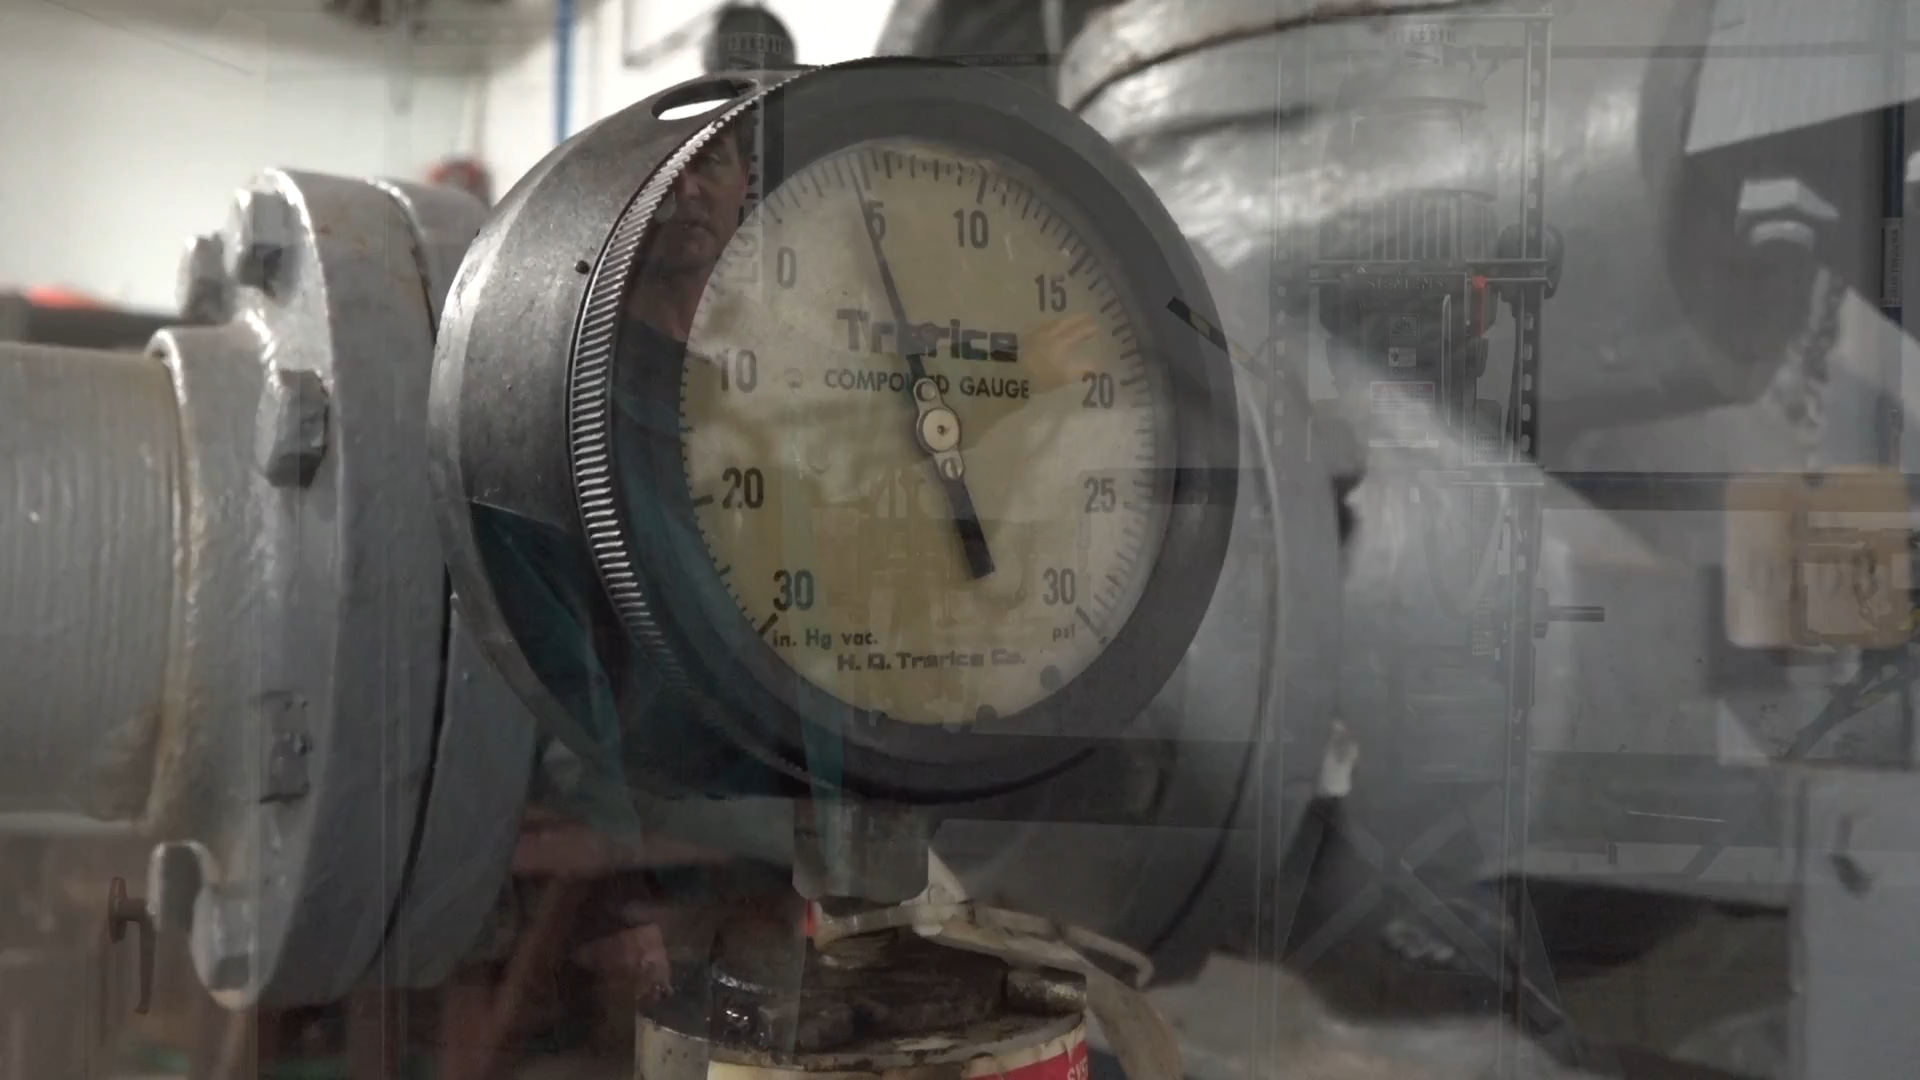 5
10
0
15
Trerice
10
COMPOUND GAUGE
20
20
25
30
30
in. Hg vac.
psi
H. O. Trerice Co.
SIEMENS